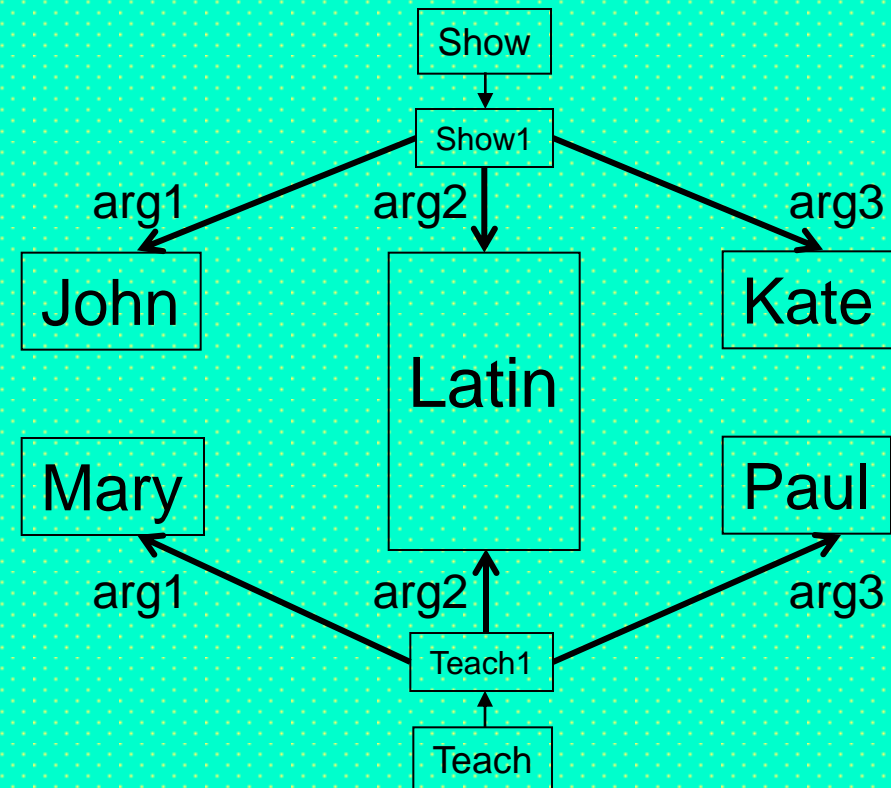 Show
Show1
arg1
arg2
arg3
John
Latin
Kate
Mary
Paul
arg1
arg2
arg3
Teach1
Teach